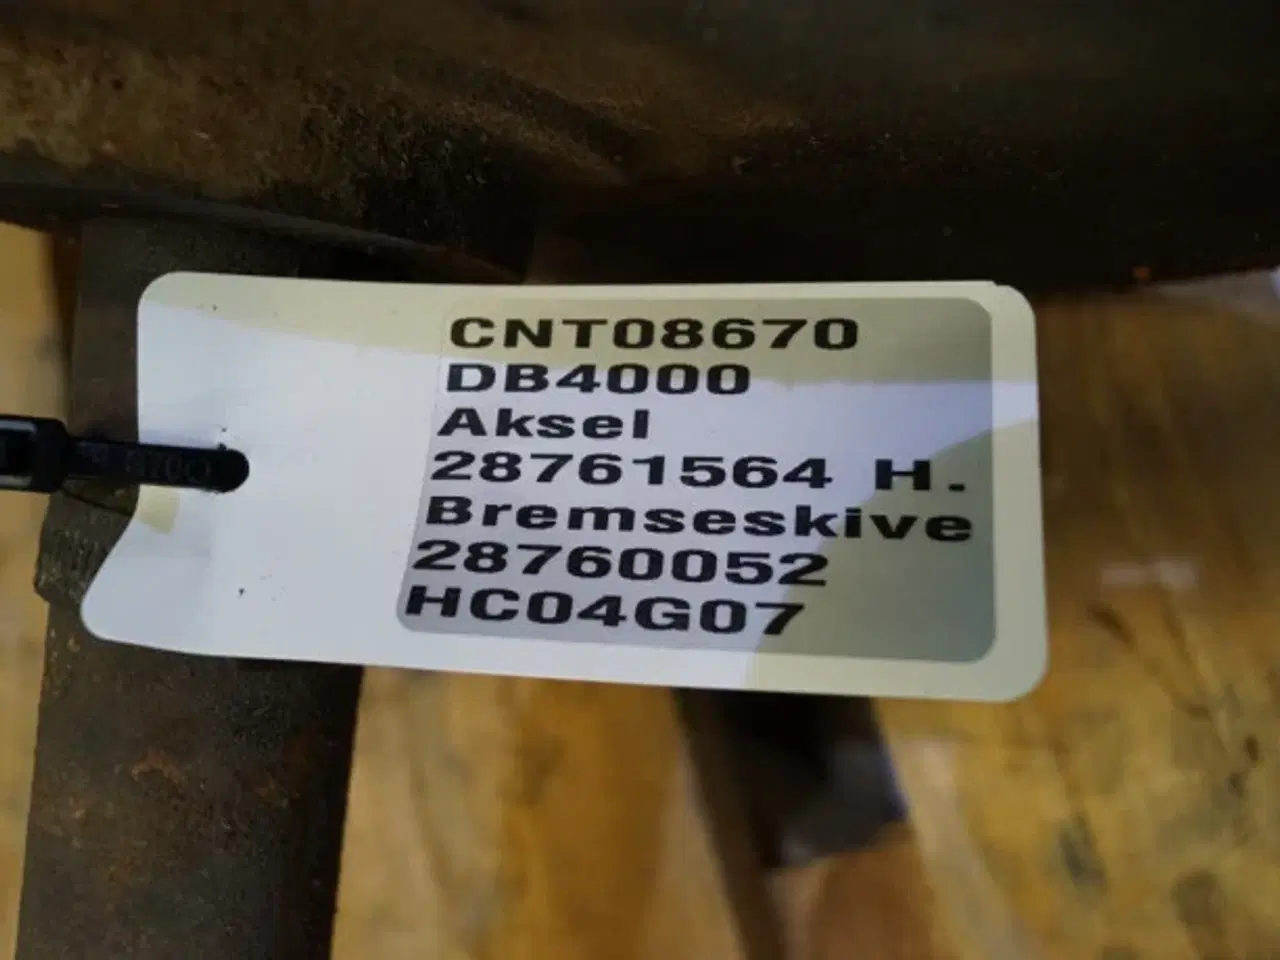 CNT08670
DB4000
Aksel
28761564 H.
Bremseskive
28760052
HC04G07